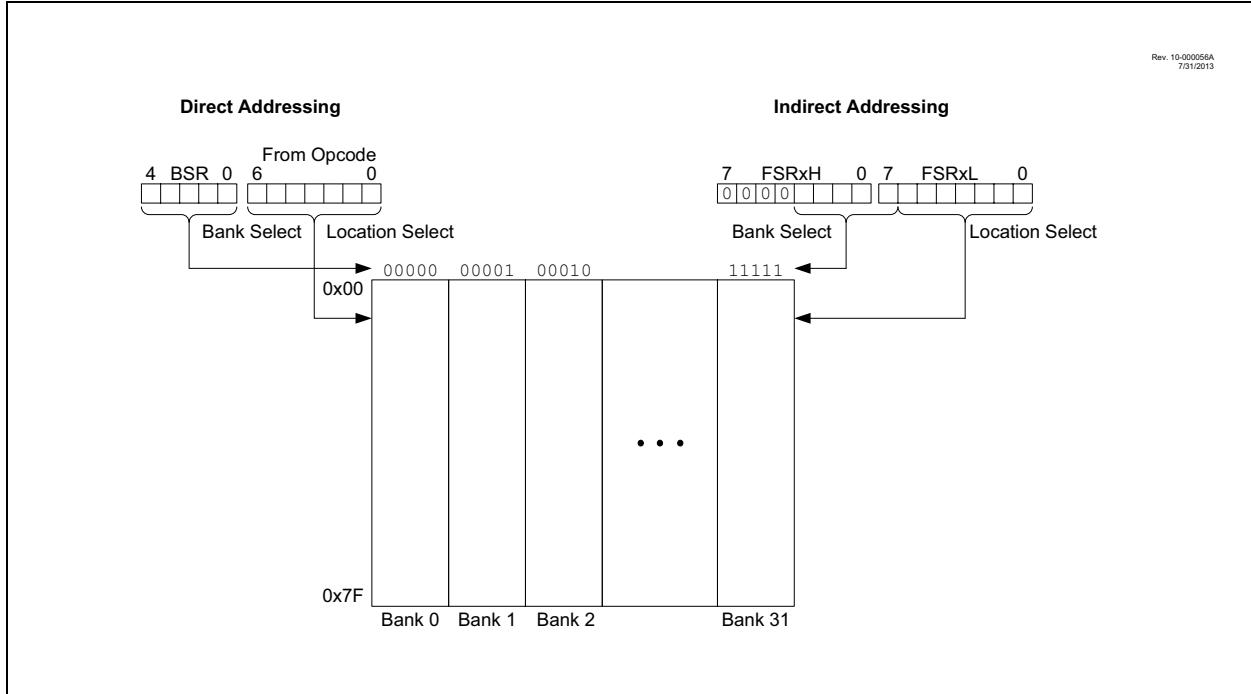 Rev. 10-000056A
7/31/2013
Direct Addressing
Indirect Addressing
From Opcode
4 BSR 0 6 0
7 FSRxH 0 7 FSRxL 0
0 0 0 0
Bank Select Location Select
Bank Select Location Select
00000 00001 00010 11111
0x00
0x7F
Bank 0 Bank 1 Bank 2 Bank 31